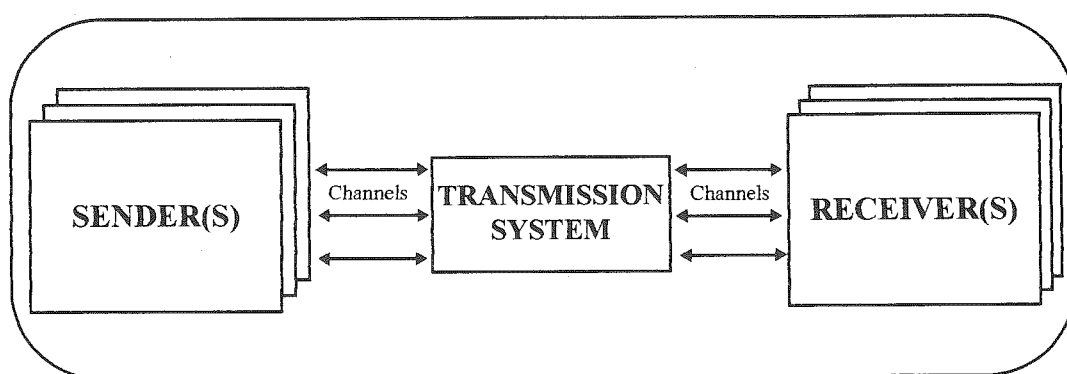 SENDER(S)
Channels
TRANSMISSION
SYSTEM
Channels
RECEIVER(S)